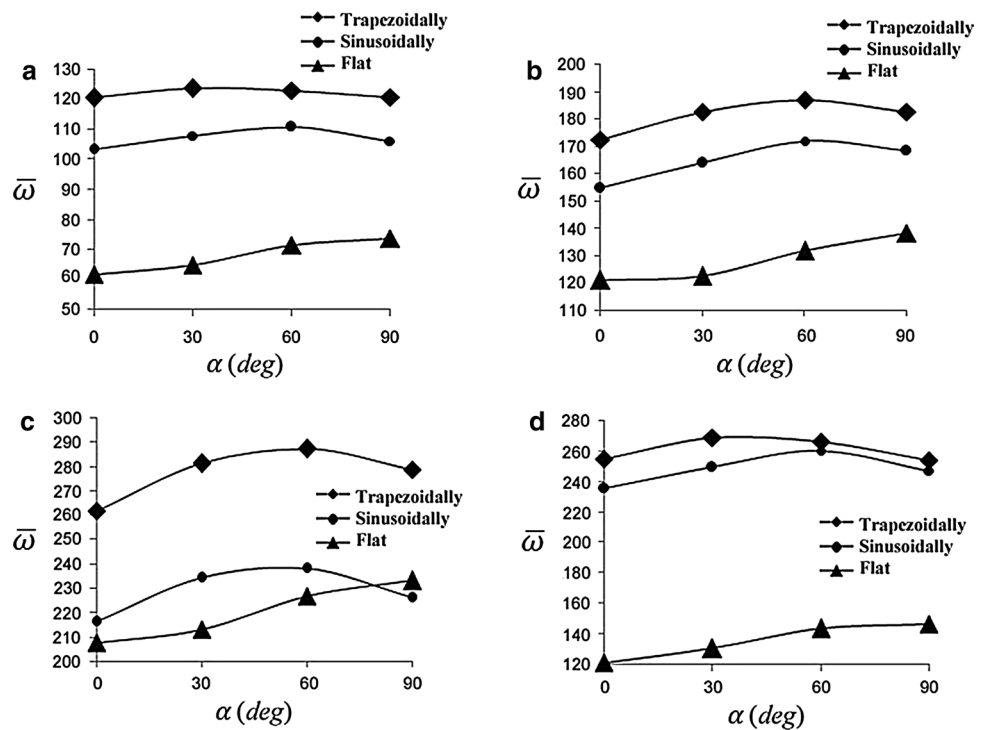 Trapezoidally
Sinusoidally
Flat
a
130
120
110
100
90
80
70
60
50
ω̅
0 30 60 90
α (deg)
Trapezoidally
Sinusoidally
Flat
b
200
190
180
170
160
150
140
130
120
110
ω̅
0 30 60 90
α (deg)
c
300
290
280
270
260
250
240
230
220
210
200
ω̅
Trapezoidally
Sinusoidally
Flat
0 30 60 90
α (deg)
d
280
260
240
220
200
180
160
140
120
ω̅
Trapezoidally
Sinusoidally
Flat
0 30 60 90
α (deg)